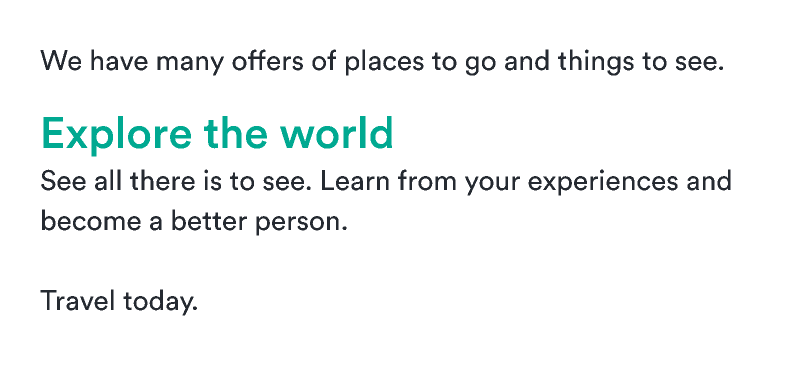 We have many offers of places to go and things to see.
Explore the world
See all there is to see. Learn from your experiences and
become a better person.
Travel today.